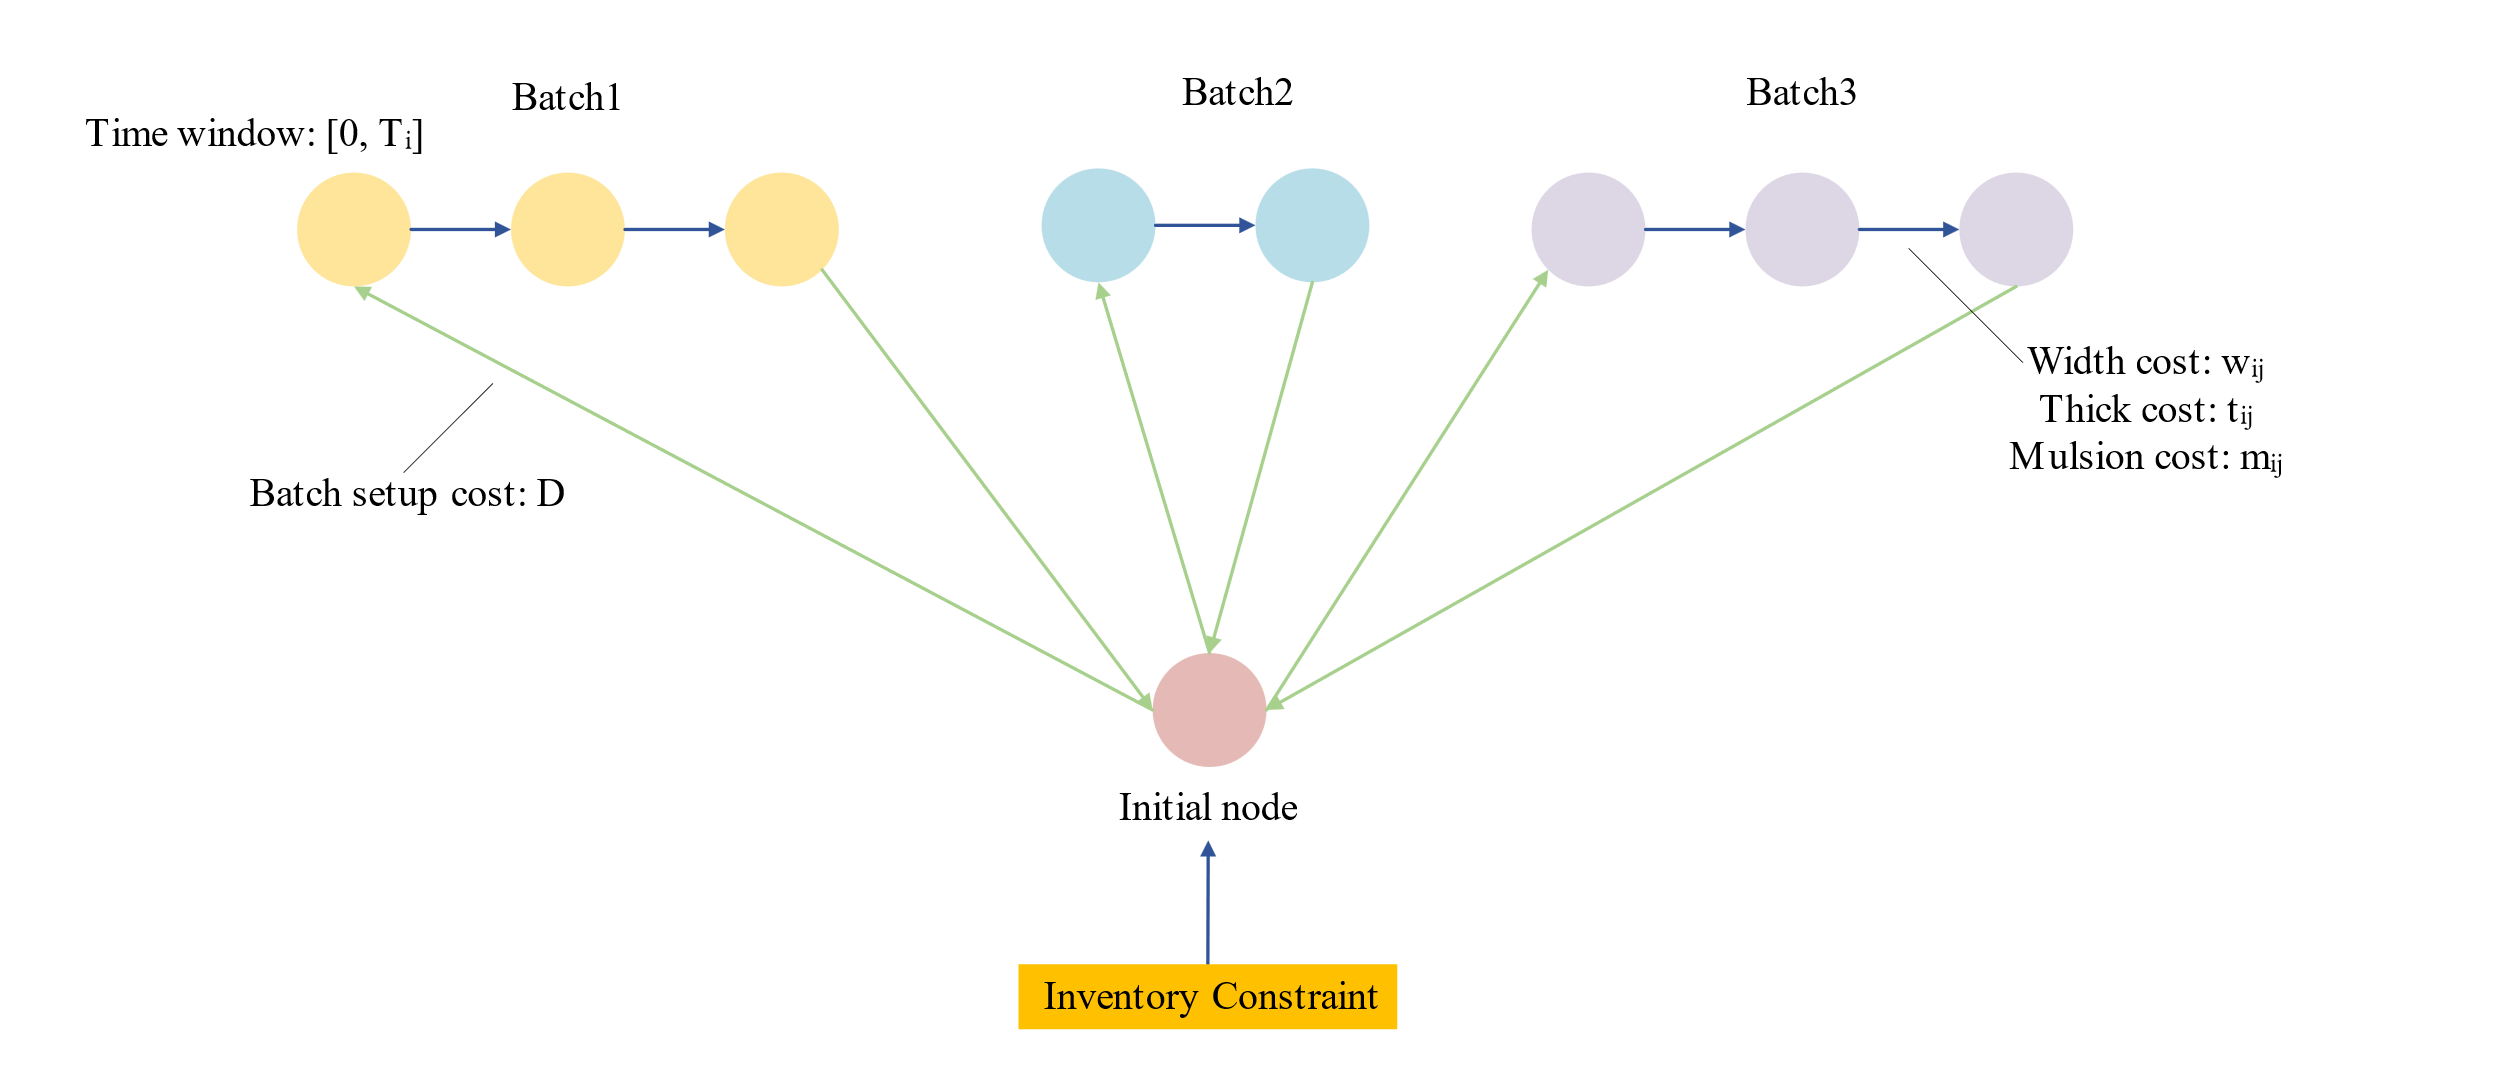 Batch1
Batch2
Batch3
Time window: [0, Tᵢ]
Width cost: wᵢⱼ
Thick cost: tᵢⱼ
Mulsion cost: mᵢⱼ
Batch setup cost: D
Initial node
Inventory Constraint